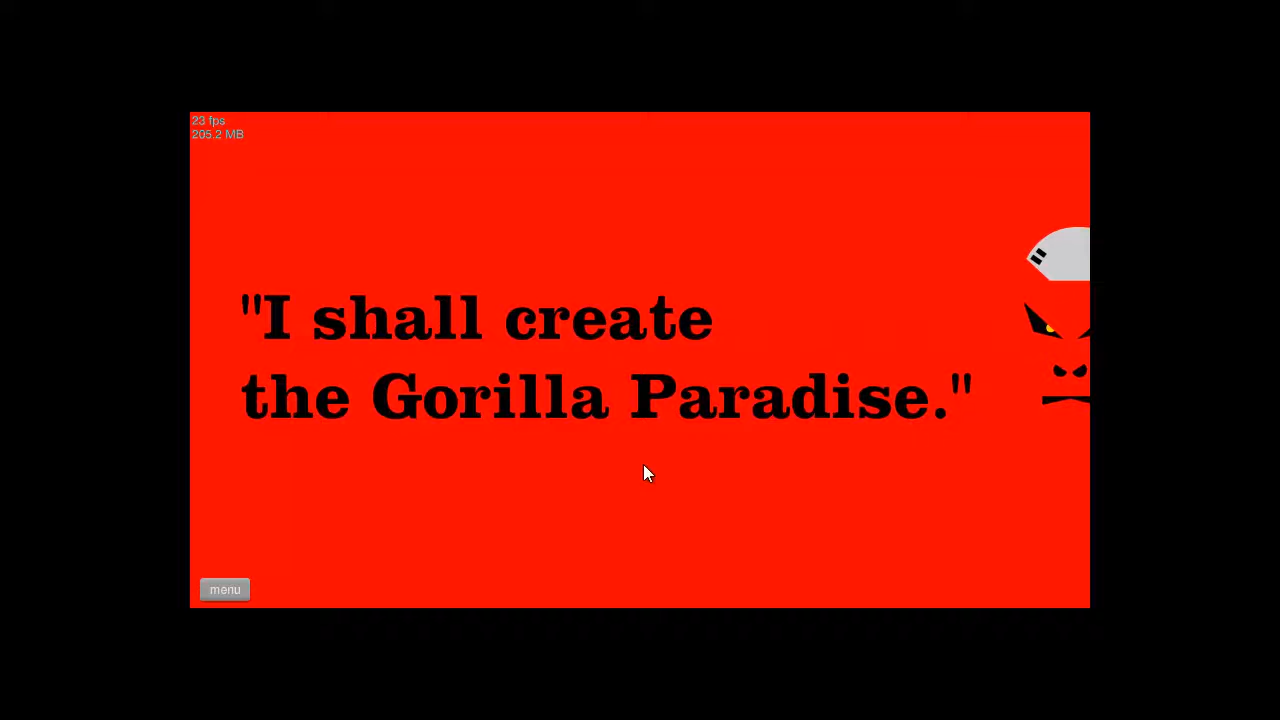 23 fps
205.2 MB
"I shall create
the Gorilla Paradise."
menu